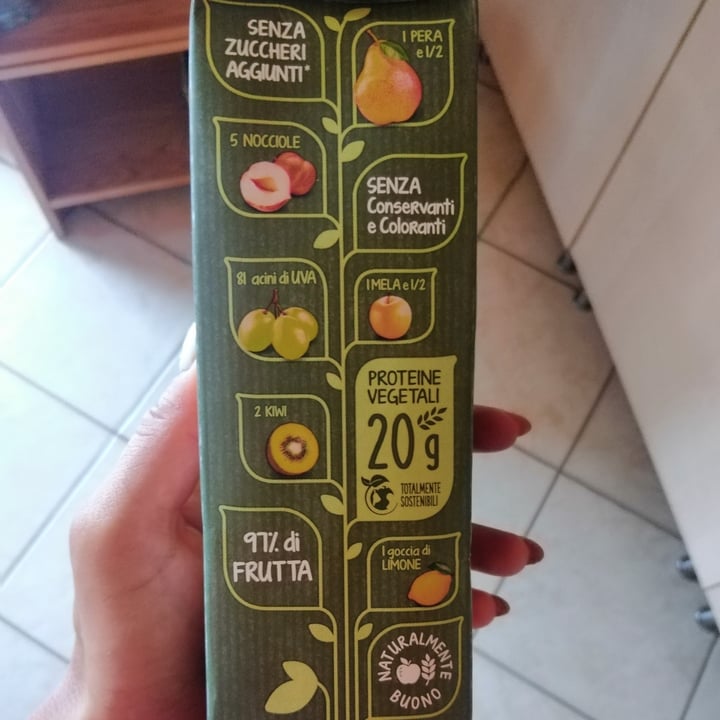 SENZA
ZUCCHERI
AGGIUNTI*
1 PERA
e 1/2
5 NOCCIOLE
SENZA
Conservanti
e Coloranti
81 acini di UVA
1 MELA e 1/2
PROTEINE
VEGETALI
20 g
TOTALMENTE
SOSTENIBILI
2 KIWI
97% di
FRUTTA
1 goccia di
LIMONE
NATURALMENTE
BUONO